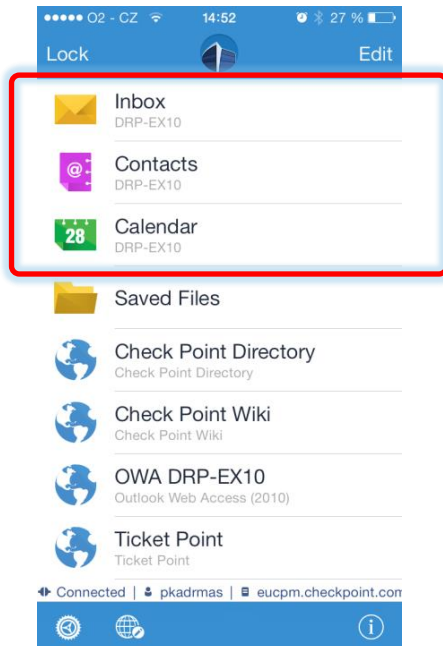 ●●●●● O2 - CZ 14:52 27 %
Lock Edit
Inbox
DRP-EX10
@ Contacts
DRP-EX10
28 Calendar
DRP-EX10
Saved Files
Check Point Directory
Check Point Directory
Check Point Wiki
Check Point Wiki
OWA DRP-EX10
Outlook Web Access (2010)
Ticket Point
Ticket Point
Connected | pkadrmas | eucpm.checkpoint.com